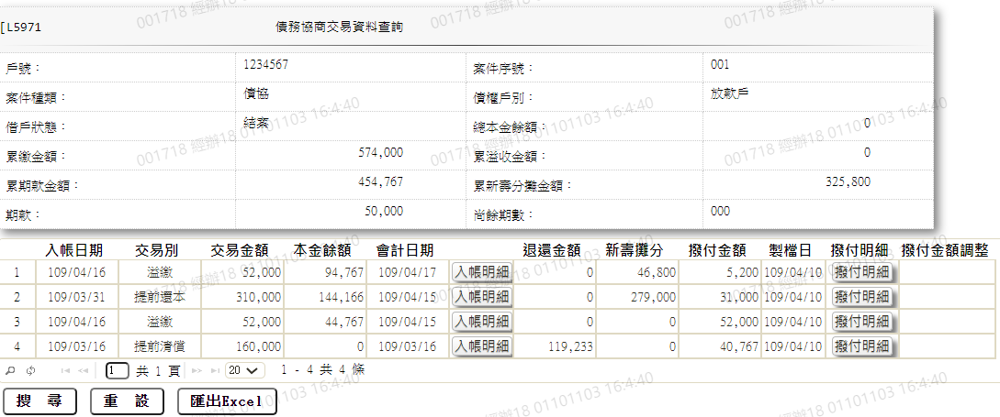 [L5971 債務協商交易資料查詢
戶號： 1234567 案件序號： 001
案件種類： 債協 債權戶別： 放款戶
借戶狀態： 結案 總本金餘額： 0
累繳金額： 574,000 累溢收金額： 0
累期款金額： 454,767 累新壽分攤金額： 325,800
期款： 50,000 尚餘期數： 000
入帳日期 交易別 交易金額 本金餘額 會計日期 退還金額 新壽攤分 撥付金額 製檔日 撥付明細 撥付金額調整
1 109/04/16 溢繳 52,000 94,767 109/04/17 入帳明細 0 46,800 5,200 109/04/10 撥付明細
2 109/03/31 提前還本 310,000 144,166 109/04/15 入帳明細 0 279,000 31,000 109/04/10 撥付明細
3 109/04/16 溢繳 52,000 44,767 109/04/15 入帳明細 0 0 52,000 109/04/10 撥付明細
4 109/03/16 提前清償 160,000 0 109/03/16 入帳明細 119,233 0 40,767 109/04/10 撥付明細
1 共 1 頁 20 1 - 4 共 4 條
搜 尋 重 設 匯出Excel
001718 經辦18 01101103 16:4:40